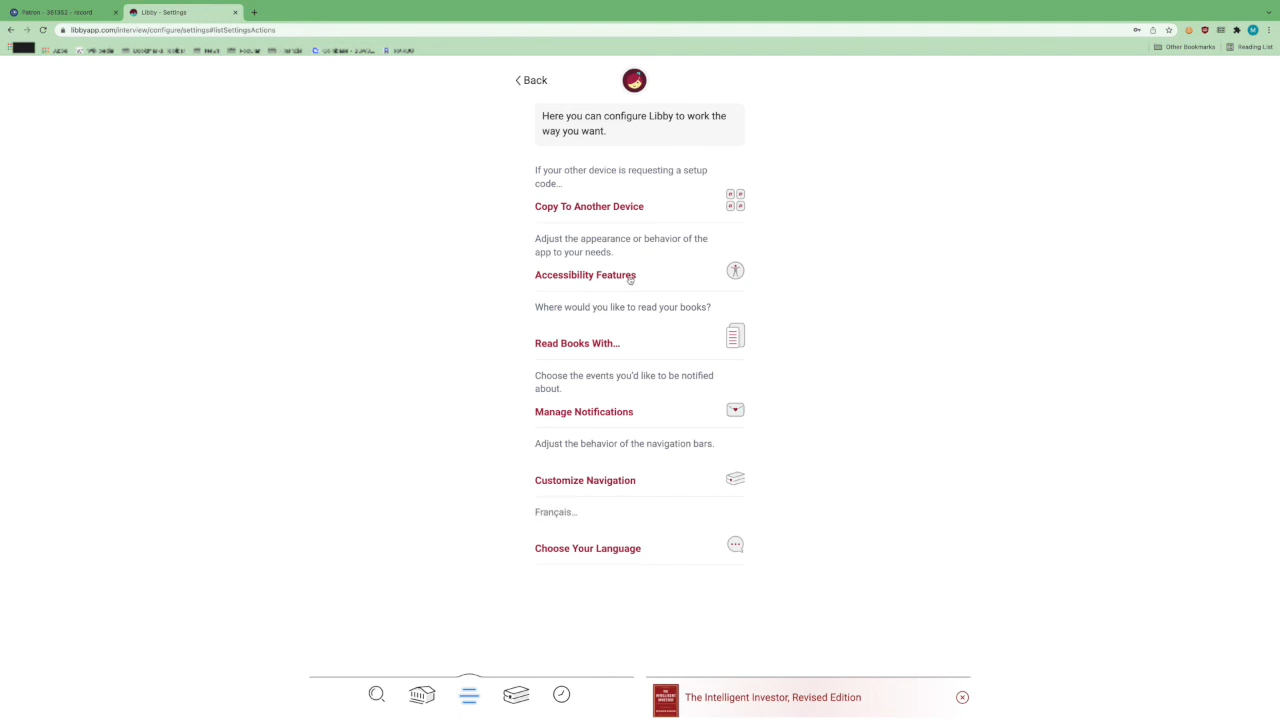 Patron - 361352 - record
Libby - Settings
libbyapp.com/interview/configure/settings#listSettingsActions
Other Bookmarks
Reading List
Back
Here you can configure Libby to work the
way you want.
If your other device is requesting a setup
code…
Copy To Another Device
Adjust the appearance or behavior of the
app to your needs.
Accessibility Features
Where would you like to read your books?
Read Books With…
Choose the events you'd like to be notified
about.
Manage Notifications
Adjust the behavior of the navigation bars.
Customize Navigation
Français…
Choose Your Language
THE
INTELLIGENT
INVESTOR
The Intelligent Investor, Revised Edition